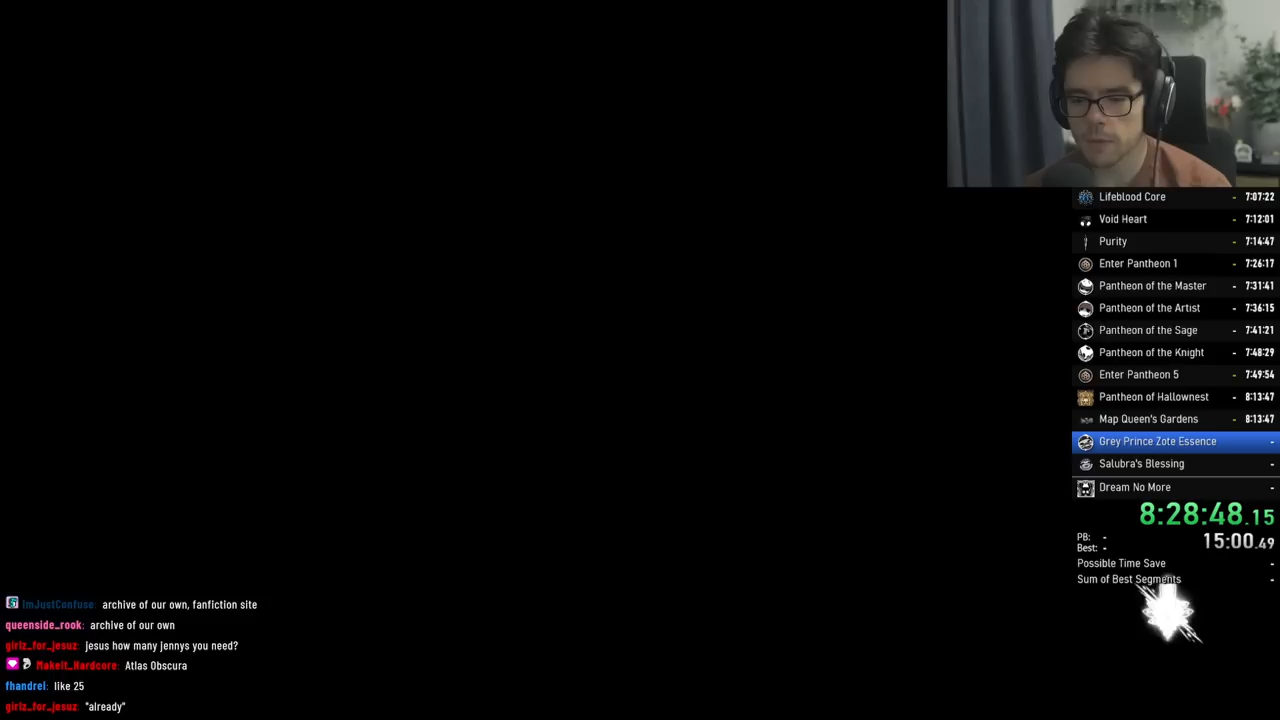 Lifeblood Core - 7:07:22
Void Heart - 7:12:01
Purity - 7:14:47
Enter Pantheon 1 - 7:26:17
Pantheon of the Master - 7:31:41
Pantheon of the Artist - 7:36:15
Pantheon of the Sage - 7:41:21
Pantheon of the Knight - 7:48:29
Enter Pantheon 5 - 7:49:54
Pantheon of Hallownest - 8:13:47
Map Queen's Gardens - 8:13:47
Grey Prince Zote Essence -
Salubra's Blessing -
Dream No More -
8:28:48.15
PB: - 15:00.49
Best: -
Possible Time Save -
Sum of Best Segments -
ImJustConfuse: archive of our own, fanfiction site
queenside_rook: archive of our own
girlz_for_jesuz: Jesus how many Jennys you need?
MakeIt_Hardcore: Atlas Obscura
fhandrei: like 25
girlz_for_jesuz: "already"